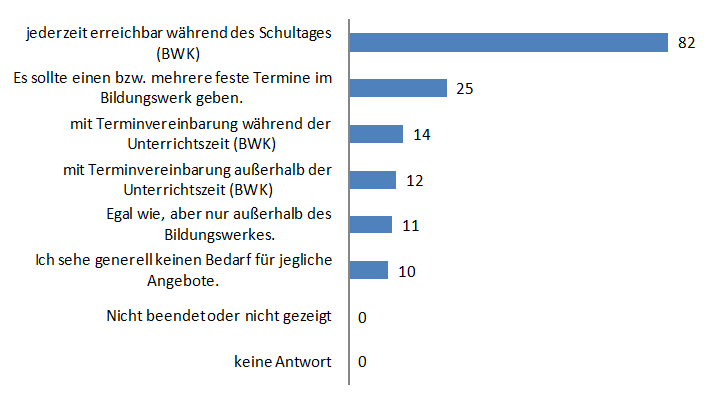 jederzeit erreichbar während des Schultages
(BWK)
82
Es sollte einen bzw. mehrere feste Termine im
Bildungswerk geben.
25
mit Terminvereinbarung während der
Unterrichtszeit (BWK)
14
mit Terminvereinbarung außerhalb der
Unterrichtszeit (BWK)
12
Egal wie, aber nur außerhalb des
Bildungswerkes.
11
Ich sehe generell keinen Bedarf für jegliche
Angebote.
10
Nicht beendet oder nicht gezeigt
0
keine Antwort
0